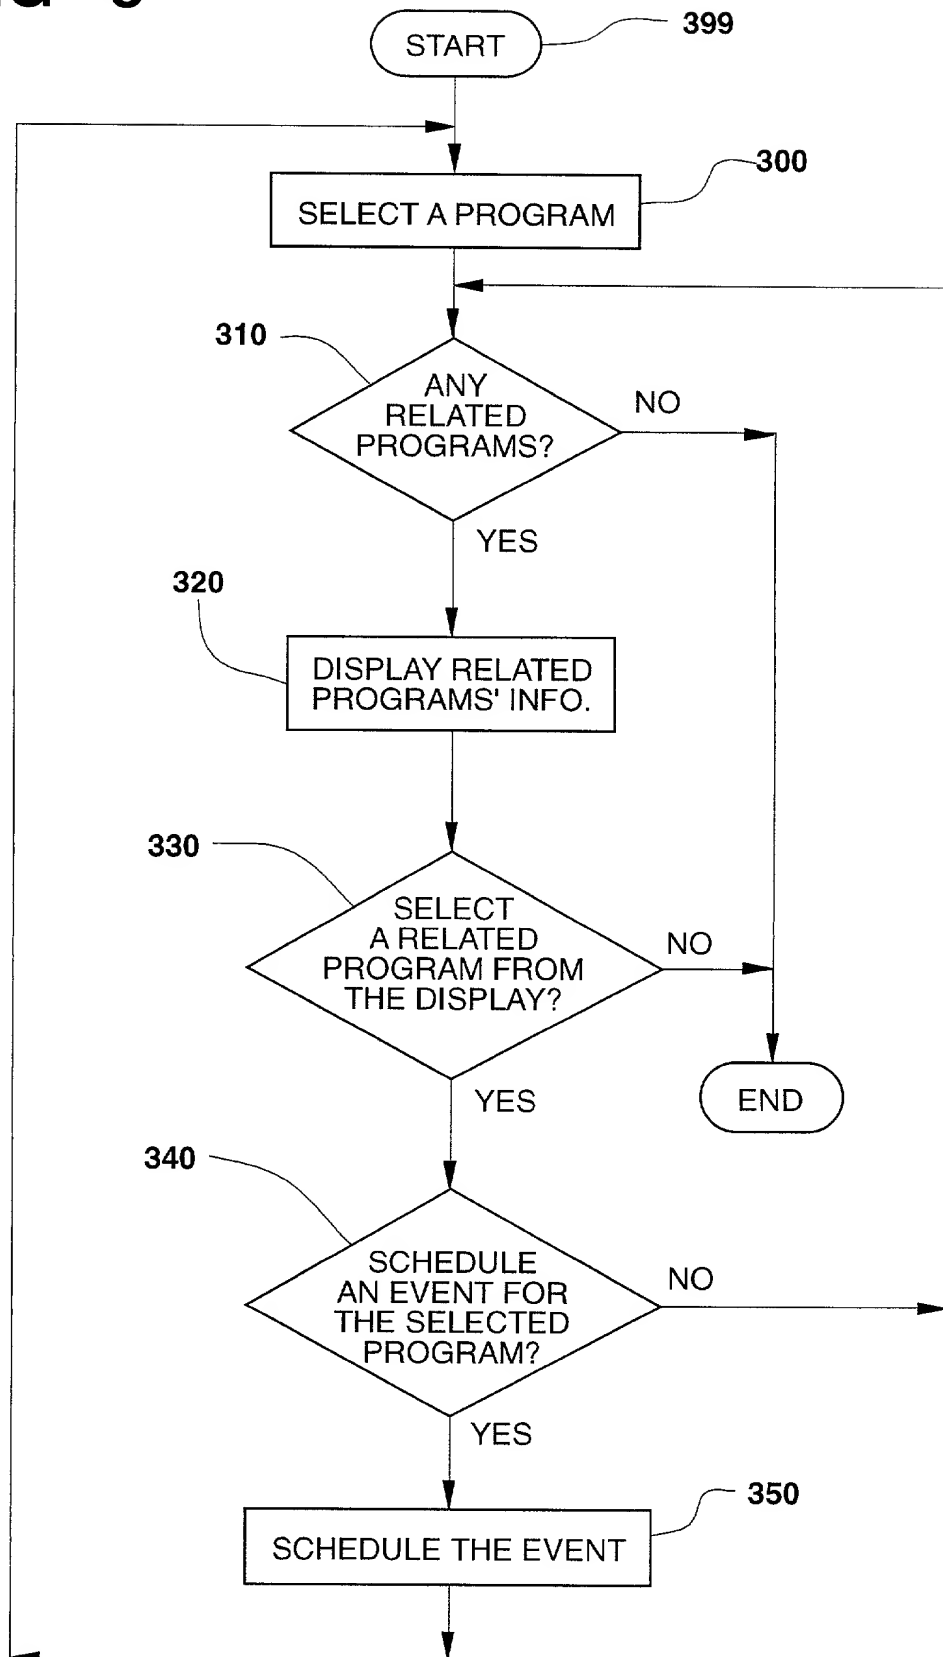 START
399
300
SELECT A PROGRAM
310
ANY
RELATED
PROGRAMS?
NO
YES
320
DISPLAY RELATED
PROGRAMS' INFO.
330
SELECT
A RELATED
PROGRAM FROM
THE DISPLAY?
NO
YES
END
340
SCHEDULE
AN EVENT FOR
THE SELECTED
PROGRAM?
NO
YES
350
SCHEDULE THE EVENT